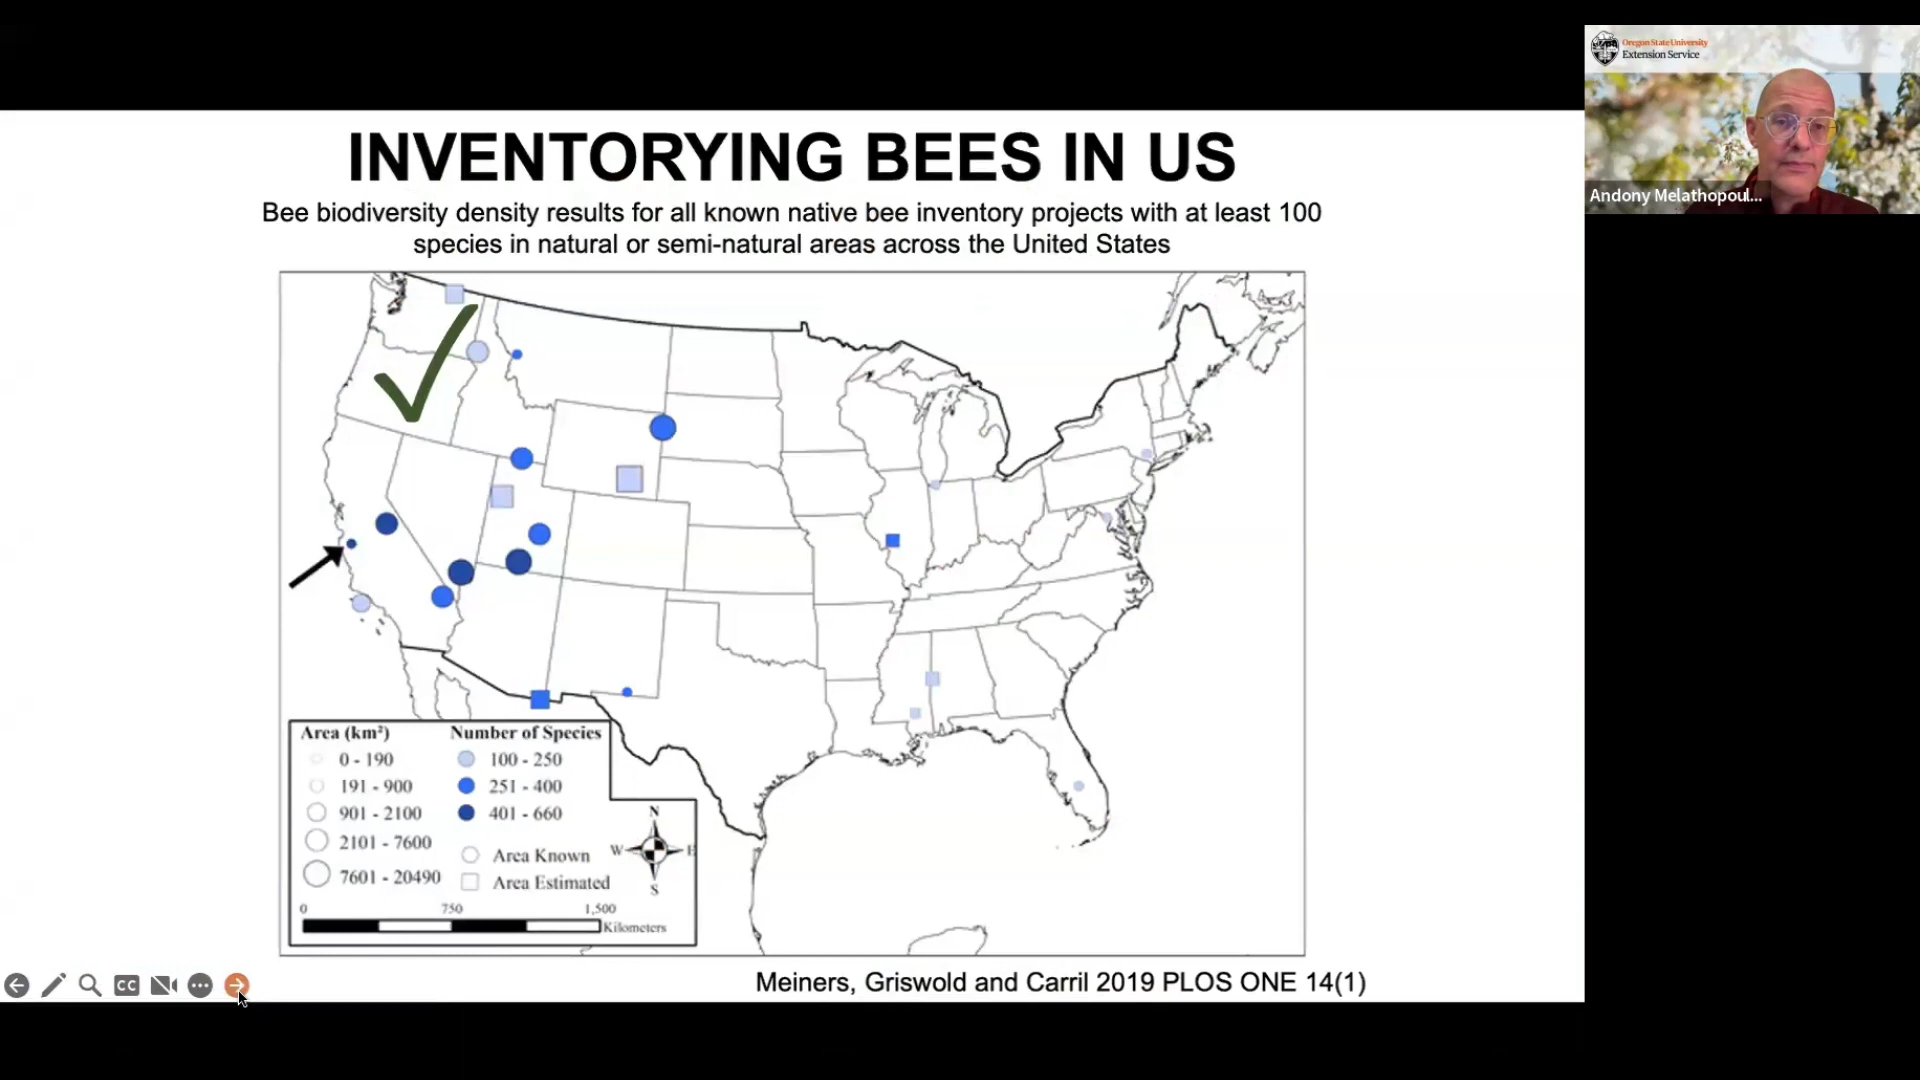 INVENTORYING BEES IN US
Bee biodiversity density results for all known native bee inventory projects with at least 100
species in natural or semi-natural areas across the United States
Oregon State University
Extension Service
Andony Melathopoul...
Area (km²)
0 - 190
191 - 900
901 - 2100
2101 - 7600
7601 - 20490
Number of Species
100 - 250
251 - 400
401 - 660
Area Known
Area Estimated
N
W
E
S
0 750 1,500
Kilometers
CC
Meiners, Griswold and Carril 2019 PLOS ONE 14(1)